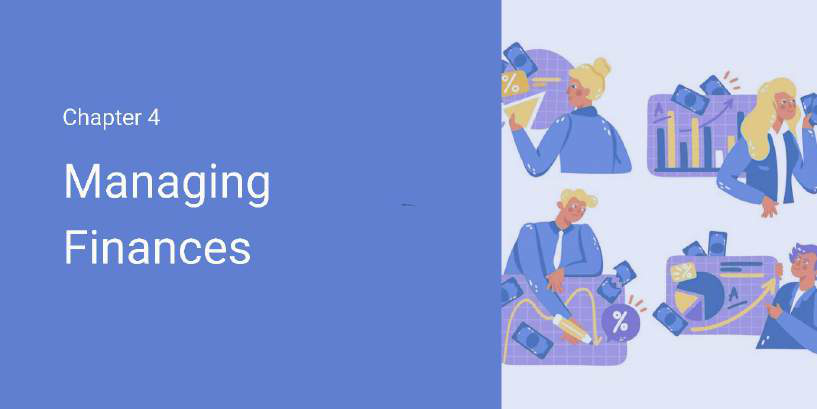 Chapter 4
Managing
Finances
%
A
%